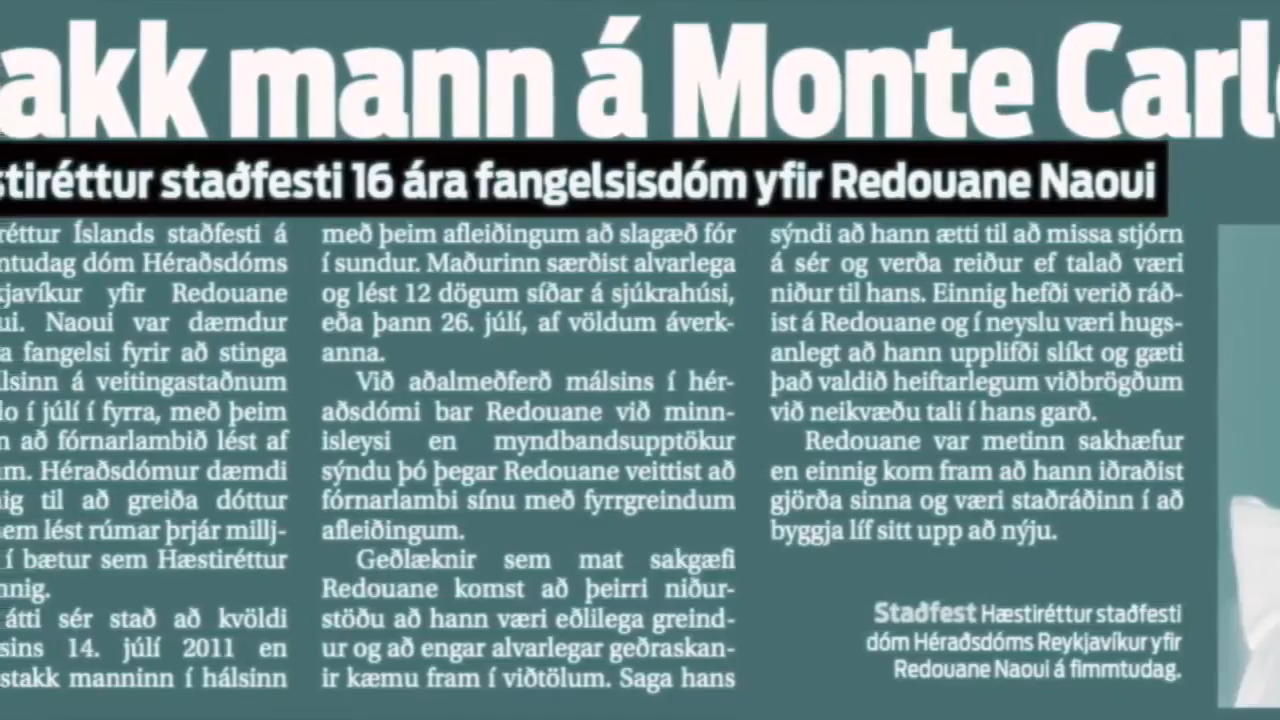 akk mann á Monte Carl
stiréttur staðfesti 16 ára fangelsisdóm yfir Redouane Naoui
réttur Íslands staðfesti á
ntudag dóm Héraðsdóms
kjavíkur yfir Redouane
ui. Naoui var dæmdur
a fangelsi fyrir að stinga
lsinn á veitingastaðnum
lo í júlí í fyrra, með þeim
n að fórnarlambið lést af
um. Héraðsdómur dæmdi
nig til að greiða dóttur
sem lést rúmar þrjár millj-
í bætur sem Hæstiréttur
nnig.
átti sér stað að kvöldi
sins 14. júlí 2011 en
stakk manninn í hálsinn
með þeim afleiðingum að slagæð fór
í sundur. Maðurinn særðist alvarlega
og lést 12 dögum síðar á sjúkrahúsi,
eða þann 26. júlí, af völdum áverk-
anna.
Við aðalmeðferð málsins í hér-
aðsdómi bar Redouane við minn-
isleysi en myndbandsupptökur
sýndu þó þegar Redouane veittist að
fórnarlambi sínu með fyrrgreindum
afleiðingum.
Geðlæknir sem mat sakgæfi
Redouane komst að þeirri niður-
stöðu að hann væri eðlilega greind-
ur og að engar alvarlegar geðraskan-
ir kæmu fram í viðtölum. Saga hans
sýndi að hann ætti til að missa stjórn
á sér og verða reiður ef talað væri
niður til hans. Einnig hefði verið ráð-
ist á Redouane og í neyslu væri hugs-
anlegt að hann upplifði slíkt og gæti
það valdið heiftarlegum viðbrögðum
við neikvæðu tali í hans garð.
Redouane var metinn sakhæfur
en einnig kom fram að hann iðraðist
gjörða sinna og væri staðráðinn í að
byggja líf sitt upp að nýju.
Staðfest Hæstiréttur staðfesti
dóm Héraðsdóms Reykjavíkur yfir
Redouane Naoui á fimmtudag.